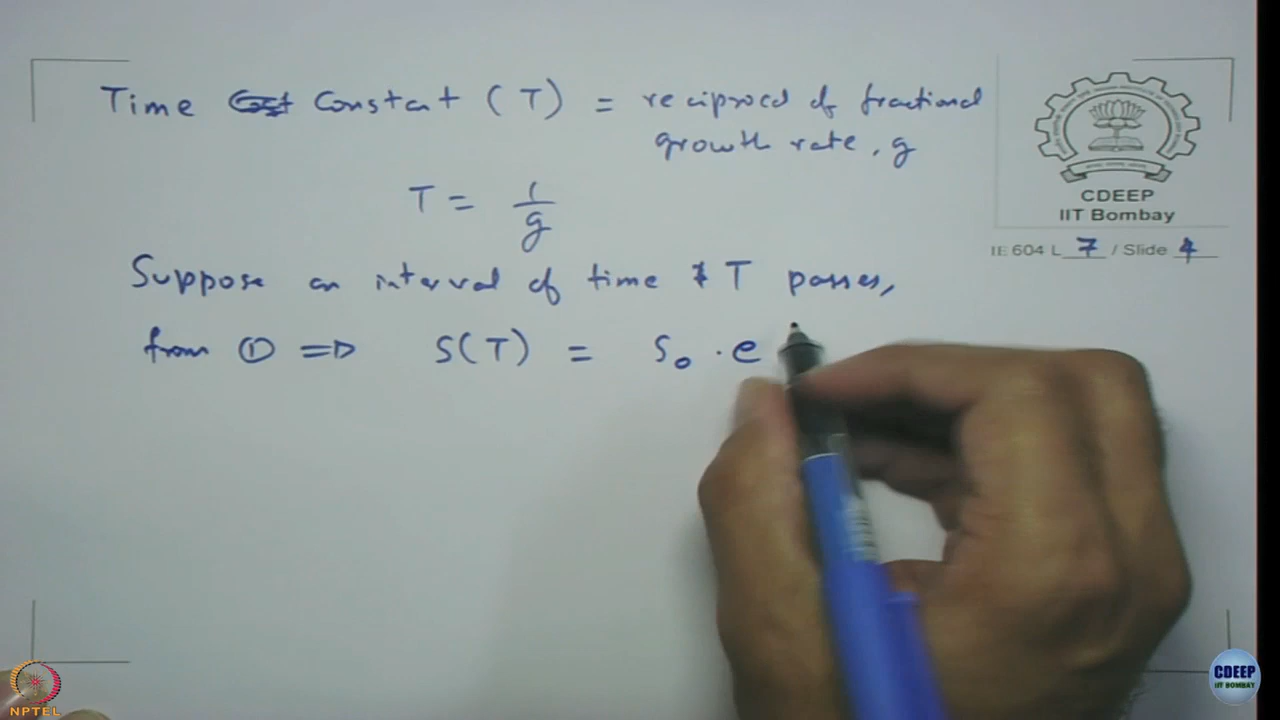 Time Constant (T) = reciprocal of fractional
growth rate, g
T = 1/g
Suppose an interval of time T passes,
from ① ⇒ S(T) = S₀ · e
CDEEP
IIT Bombay
IE 604 L 7 / Slide 4
NPTEL
CDEEP
IIT BOMBAY